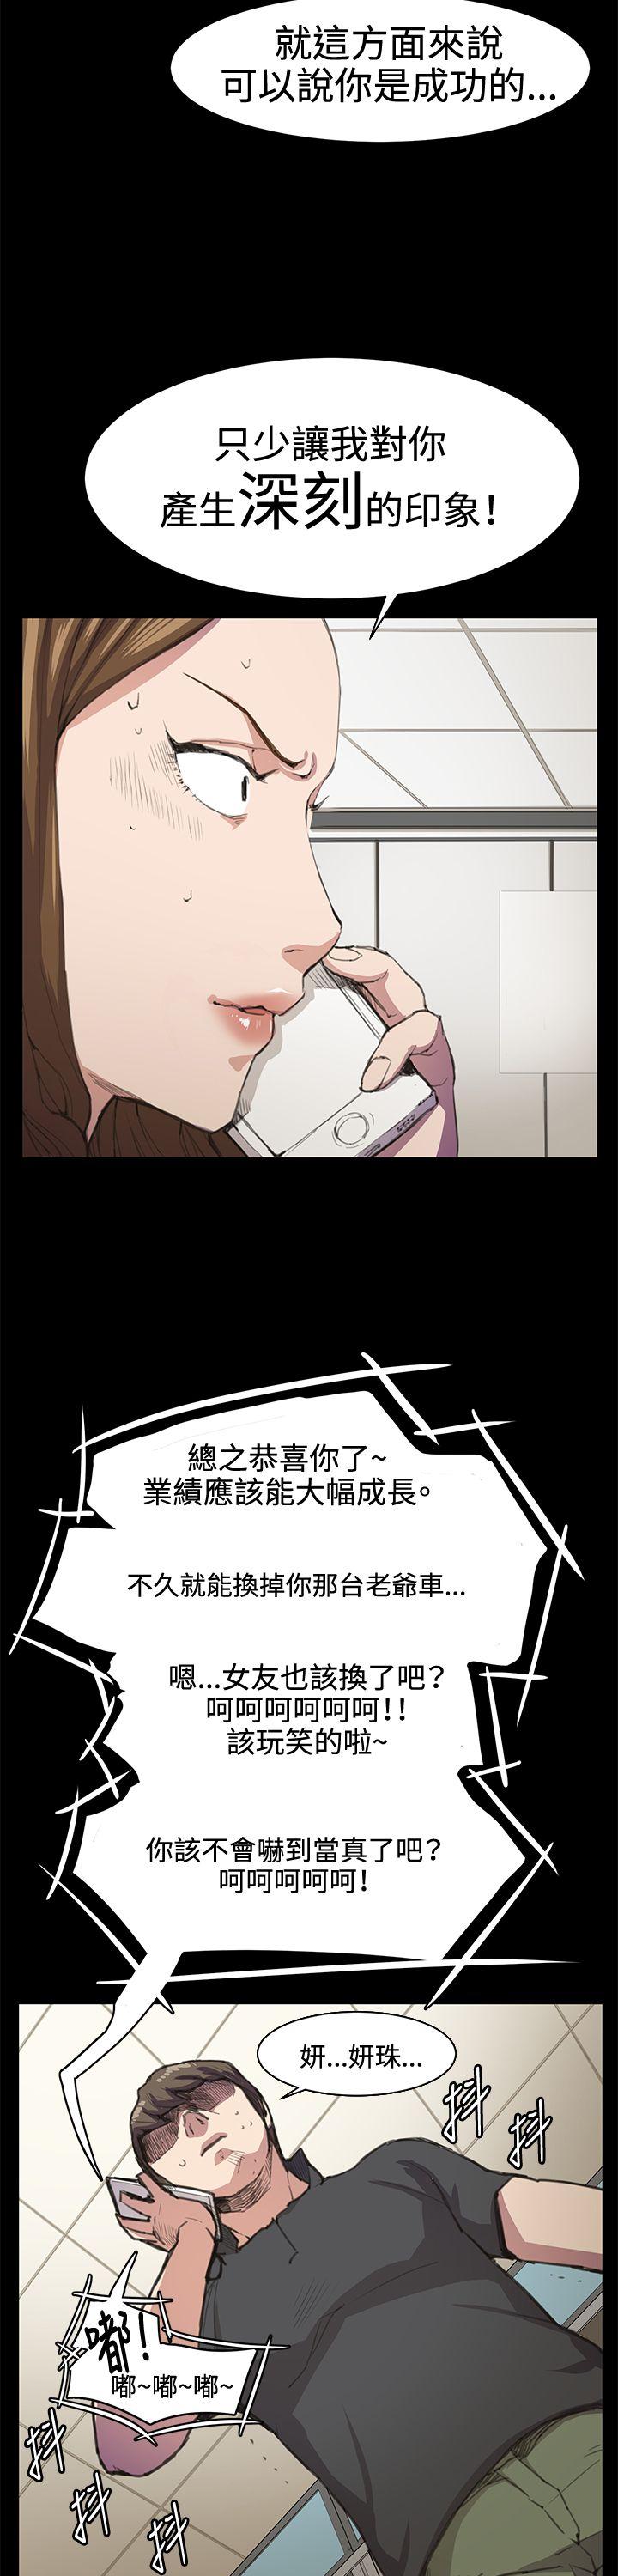 就這方面來說
可以說你是成功的...
只少讓我對你
產生深刻的印象!
總之恭喜你了~
業績應該能大幅成長。
不久就能換掉你那台老爺車...
嗯...女友也該換了吧?
呵呵呵呵呵呵!!
該玩笑的啦~
你該不會嚇到當真了吧?
呵呵呵呵呵!
妍...妍珠...
抖
抖
嘟!
嘟~嘟~嘟~
抖
抖
抖